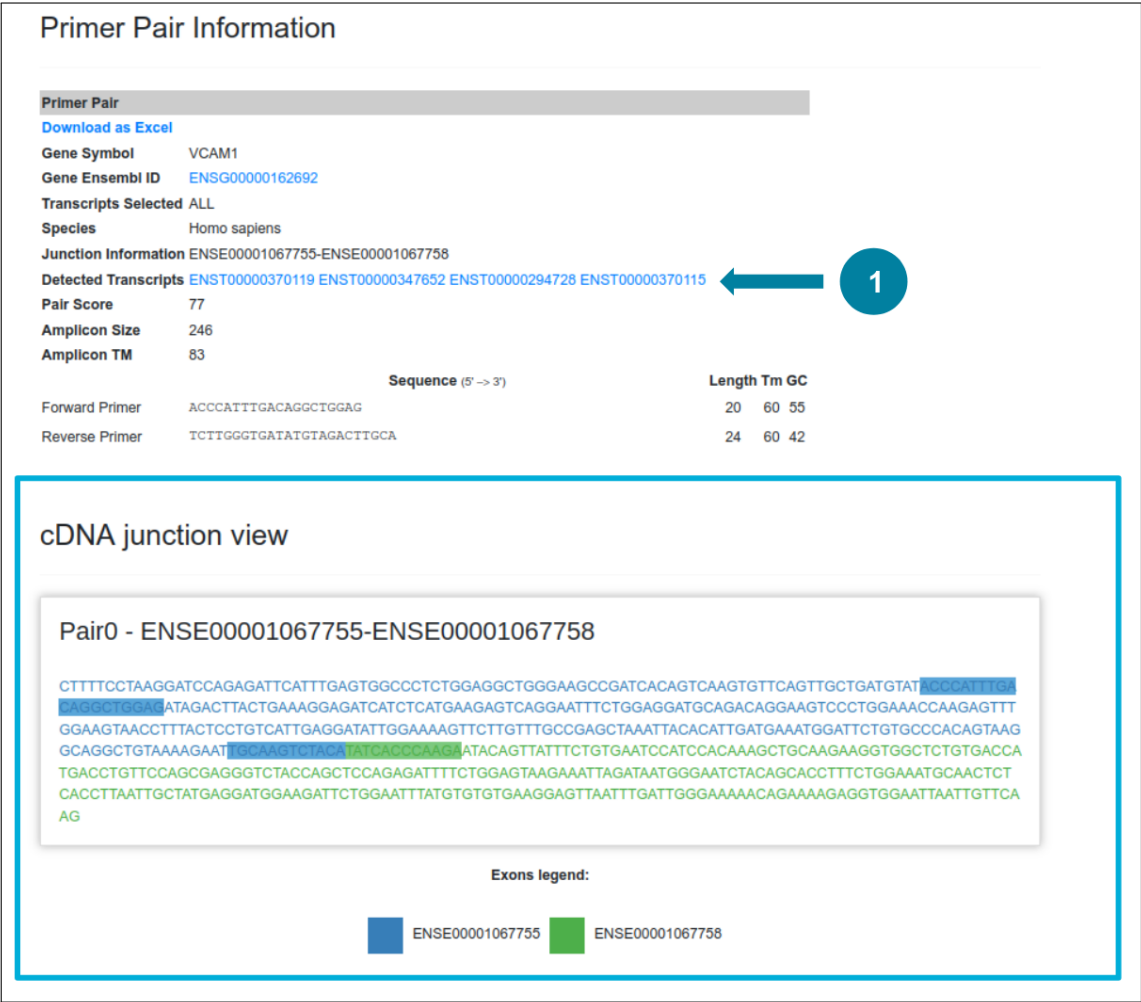 Primer Pair Information
Primer Pair
Download as Excel
Gene Symbol VCAM1
Gene Ensembl ID ENSG00000162692
Transcripts Selected ALL
Species Homo sapiens
Junction Information ENSE00001067755-ENSE00001067758
Detected Transcripts ENST00000370119 ENST00000347652 ENST00000294728 ENST00000370115
1
Pair Score 77
Amplicon Size 246
Amplicon TM 83
Sequence (5' --> 3') Length Tm GC
Forward Primer ACCCATTTGACAGGCTGGAG 20 60 55
Reverse Primer TCTTGGGTGATATGTAGACTTGCA 24 60 42
cDNA junction view
Pair0 - ENSE00001067755-ENSE00001067758
CTTTTCCTAAGGATCCAGAGATTCATTTGAGTGGCCCTCTGGAGGCTGGGAAGCCGATCACAGTCAAGTGTTCAGTTGCTGATGTATACCCATTTGA
CAGGCTGGAGATAGACTTACTGAAAGGAGATCATCTCATGAAGAGTCAGGAATTTCTGGAGGATGCAGACAGGAAGTCCCTGGAAACCAAGAGTTT
GGAAGTAACCTTTACTCCTGTCATTGAGGATATTGGAAAAGTTCTTGTTTGCCGAGCTAAATTACACATTGATGAAATGGATTCTGTGCCCACAGTAAG
GCAGGCTGTAAAAGAATTGCAAGTCTACATATCACCCAAGAATACAGTTATTTCTGTGAATCCATCCACAAAGCTGCAAGAAGGTGGCTCTGTGACCA
TGACCTGTTCCAGCGAGGGTCTACCAGCTCCAGAGATTTTCTGGAGTAAGAAATTAGATAATGGGAATCTACAGCACCTTTCTGGAAATGCAACTCT
CACCTTAATTGCTATGAGGATGGAAGATTCTGGAATTTATGTGTGTGAAGGAGTTAATTTGATTGGGAAAAACAGAAAAGAGGTGGAATTAATTGTTCA
AG
Exons legend:
ENSE00001067755 ENSE00001067758